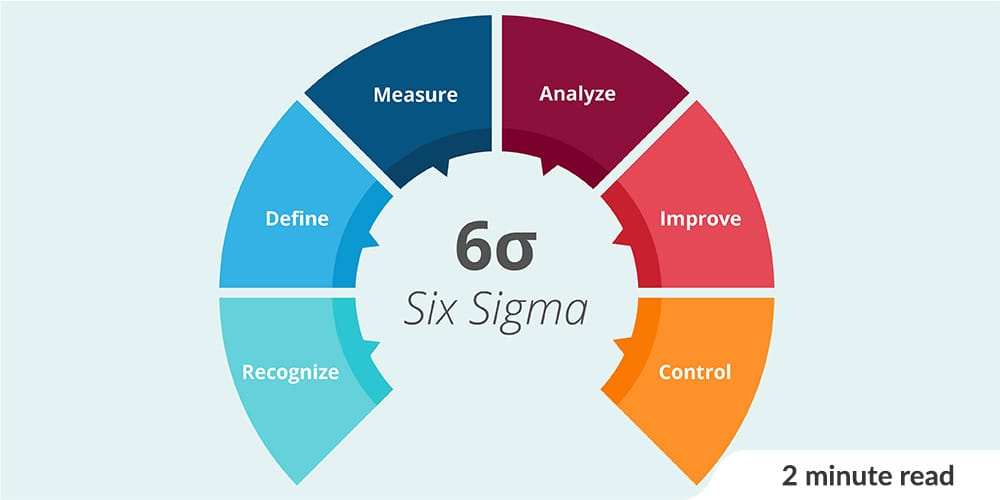 Measure
Analyze
Define
Improve
6σ
Six Sigma
Recognize
Control
2 minute read